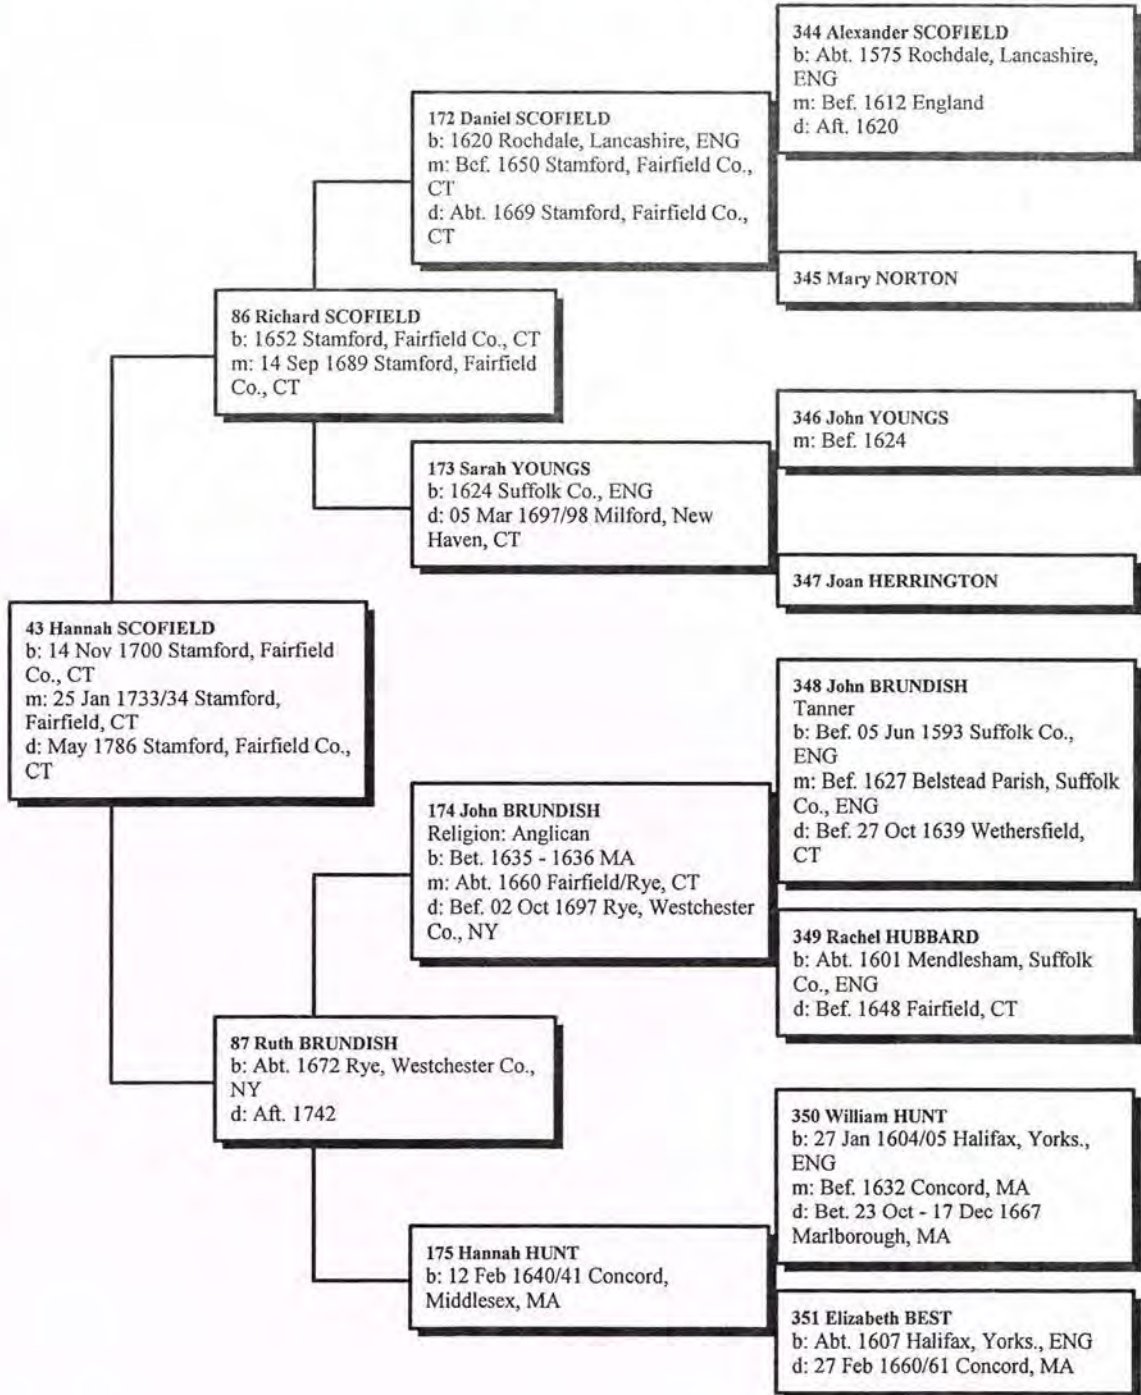 344 Alexander SCOFIELD
b: Abt. 1575 Rochdale, Lancashire,
ENG
m: Bef. 1612 England
d: Aft. 1620
172 Daniel SCOFIELD
b: 1620 Rochdale, Lancashire, ENG
m: Bef. 1650 Stamford, Fairfield Co.,
CT
d: Abt. 1669 Stamford, Fairfield Co.,
CT
345 Mary NORTON
86 Richard SCOFIELD
b: 1652 Stamford, Fairfield Co., CT
m: 14 Sep 1689 Stamford, Fairfield
Co., CT
346 John YOUNGS
m: Bef. 1624
173 Sarah YOUNGS
b: 1624 Suffolk Co., ENG
d: 05 Mar 1697/98 Milford, New
Haven, CT
347 Joan HERRINGTON
43 Hannah SCOFIELD
b: 14 Nov 1700 Stamford, Fairfield
Co., CT
m: 25 Jan 1733/34 Stamford,
Fairfield, CT
d: May 1786 Stamford, Fairfield Co.,
CT
348 John BRUNDISH
Tanner
b: Bef. 05 Jun 1593 Suffolk Co.,
ENG
m: Bef. 1627 Belstead Parish, Suffolk
Co., ENG
d: Bef. 27 Oct 1639 Wethersfield,
CT
174 John BRUNDISH
Religion: Anglican
b: Bet. 1635 - 1636 MA
m: Abt. 1660 Fairfield/Rye, CT
d: Bef. 02 Oct 1697 Rye, Westchester
Co., NY
349 Rachel HUBBARD
b: Abt. 1601 Mendlesham, Suffolk
Co., ENG
d: Bef. 1648 Fairfield, CT
87 Ruth BRUNDISH
b: Abt. 1672 Rye, Westchester Co.,
NY
d: Aft. 1742
350 William HUNT
b: 27 Jan 1604/05 Halifax, Yorks.,
ENG
m: Bef. 1632 Concord, MA
d: Bet. 23 Oct - 17 Dec 1667
Marlborough, MA
175 Hannah HUNT
b: 12 Feb 1640/41 Concord,
Middlesex, MA
351 Elizabeth BEST
b: Abt. 1607 Halifax, Yorks., ENG
d: 27 Feb 1660/61 Concord, MA